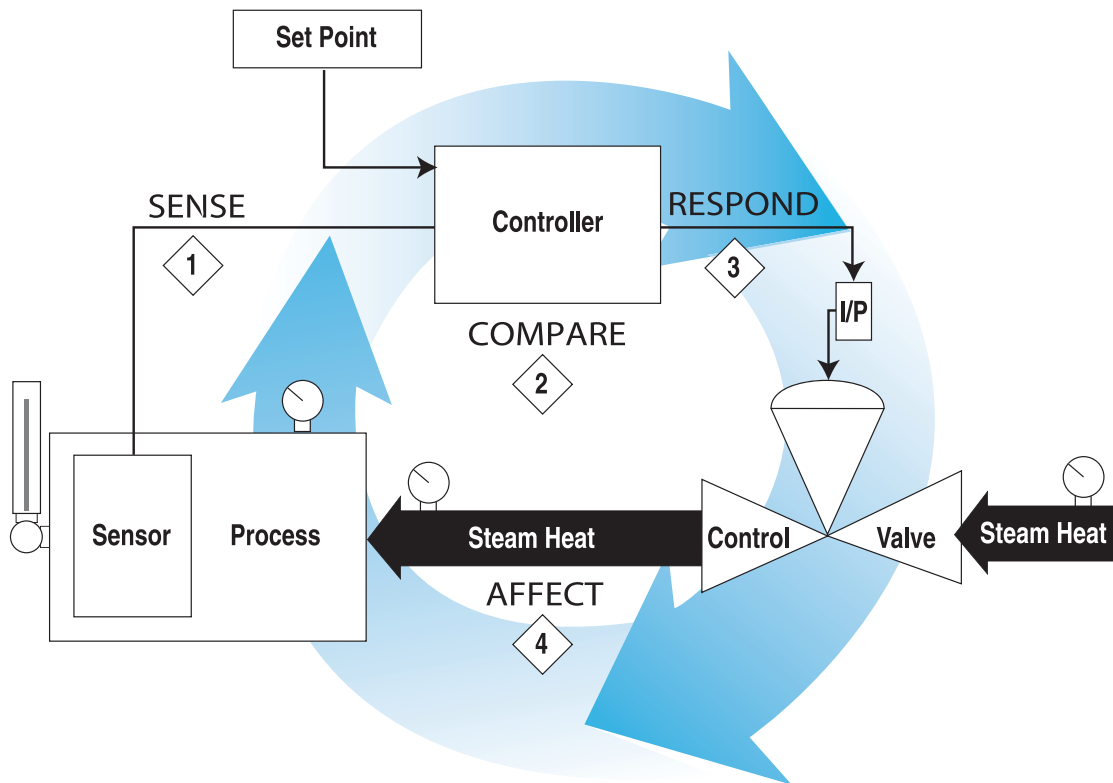 Set Point
SENSE
1
Controller
RESPOND
3
I/P
COMPARE
2
Sensor
Process
Steam Heat
Control
Valve
Steam Heat
AFFECT
4